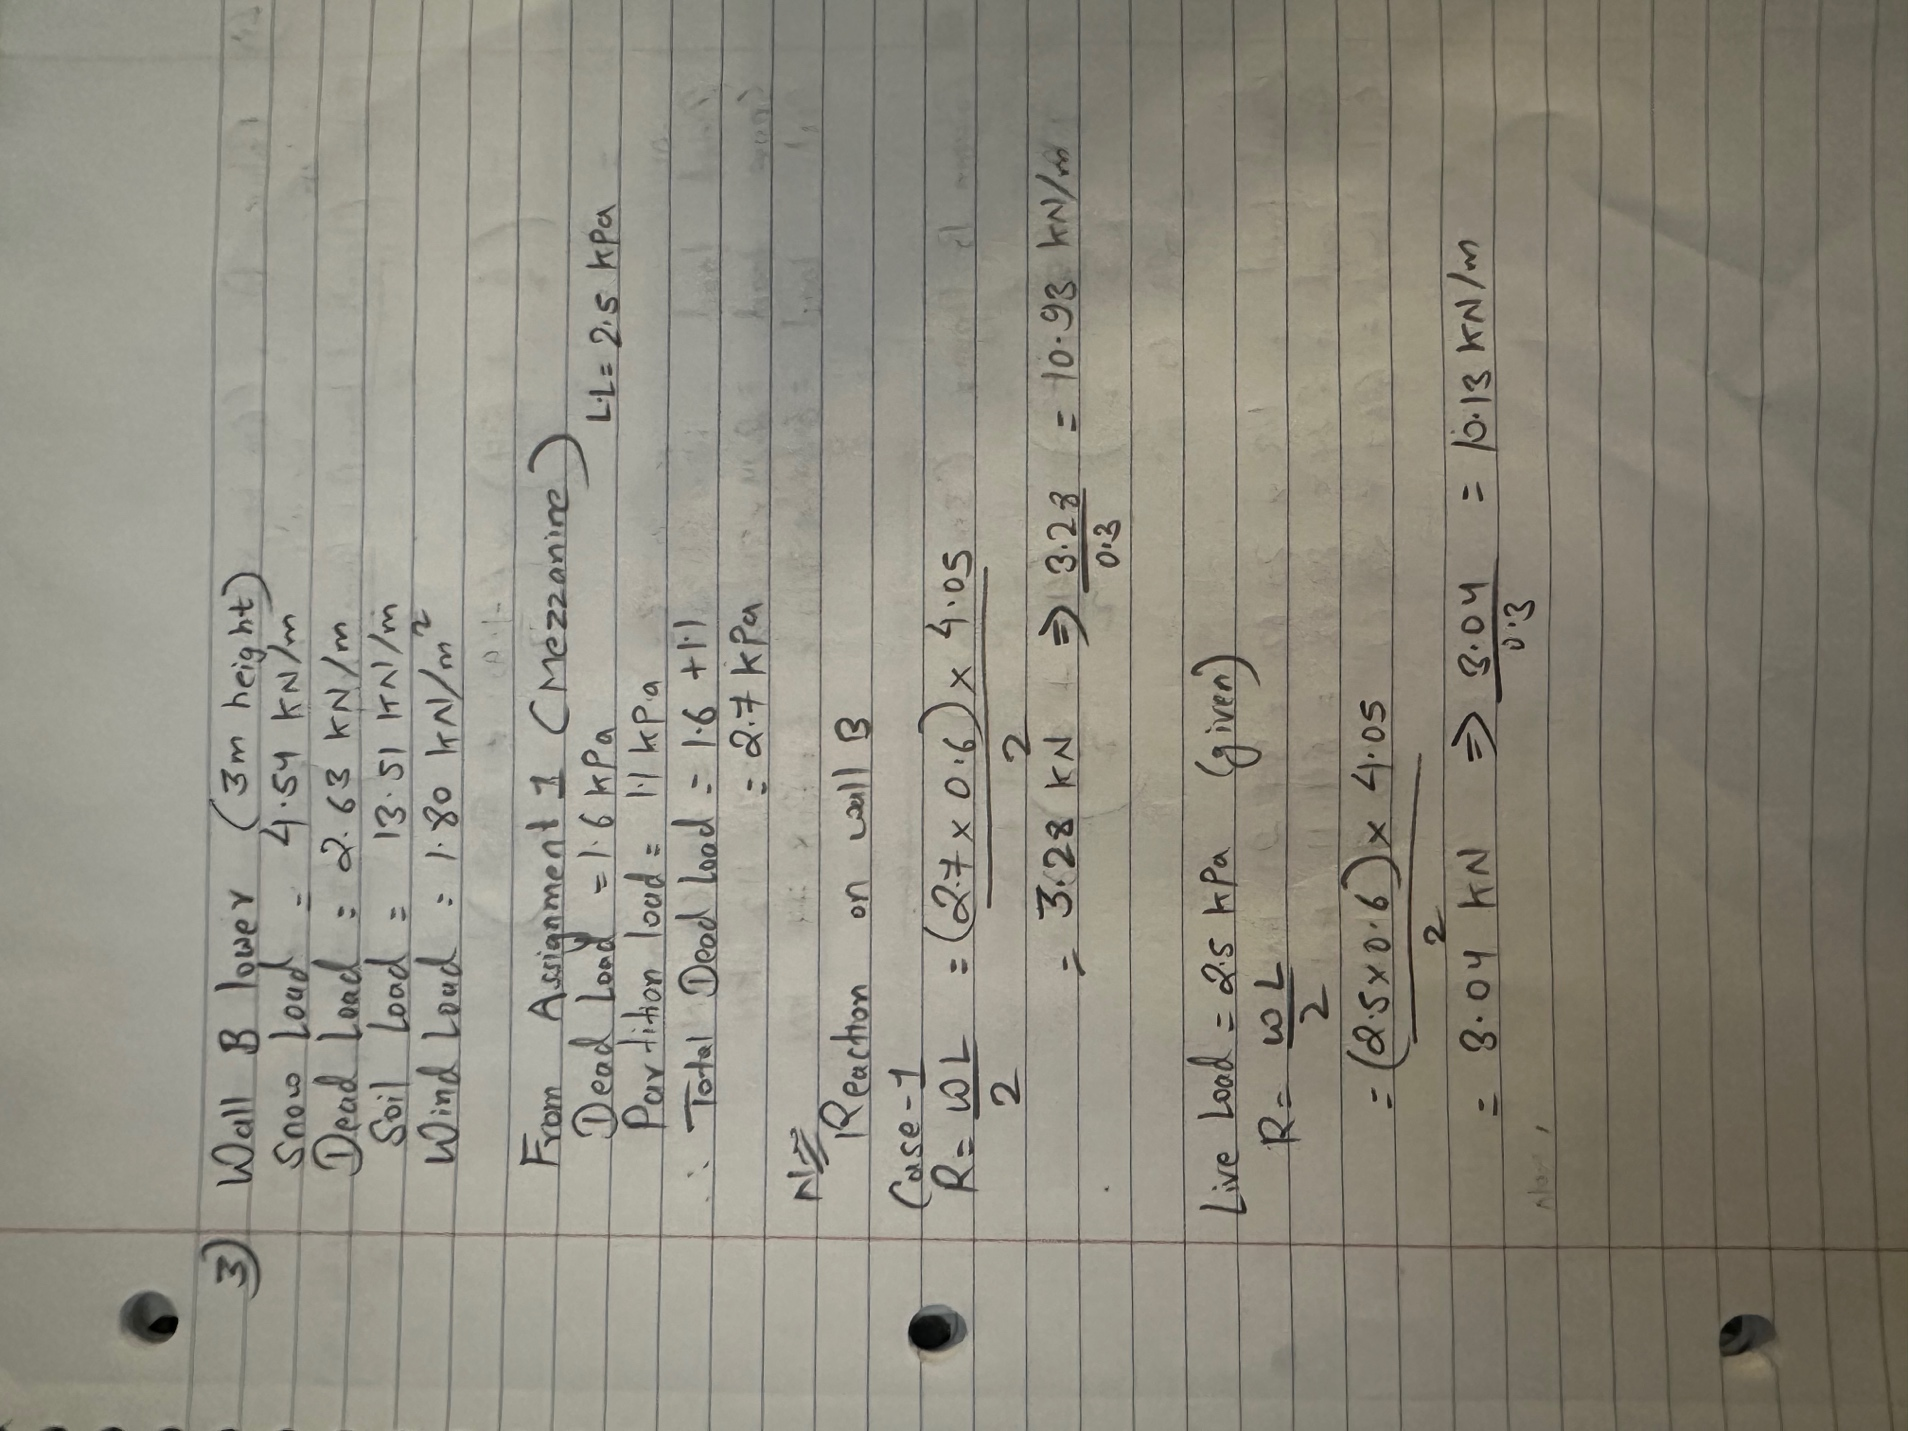 3) Wall B lower (3m height)
Snow Load = 4.54 KN/m
Dead Load = 2.63 KN/m
Soil Load = 13.51 KN/m
Wind Load = 1.80 KN/m²
From Assignment 1 (Mezzanine)
Dead Load = 1.6 KPa L.L = 2.5 KPa
Partition load = 1.1 KPa
∴ Total Dead Load = 1.6 + 1.1
= 2.7 KPa
Reaction on wall B
Case-1
R = wL/2 = (2.7 x 0.6) x 4.05 / 2
= 3.28 KN ⇒ 3.28/0.3 = 10.93 KN/m
Live Load = 2.5 KPa (given)
R = wL/2
= (2.5 x 0.6) x 4.05 / 2
= 3.04 KN ⇒ 3.04/0.3 = 10.13 KN/m